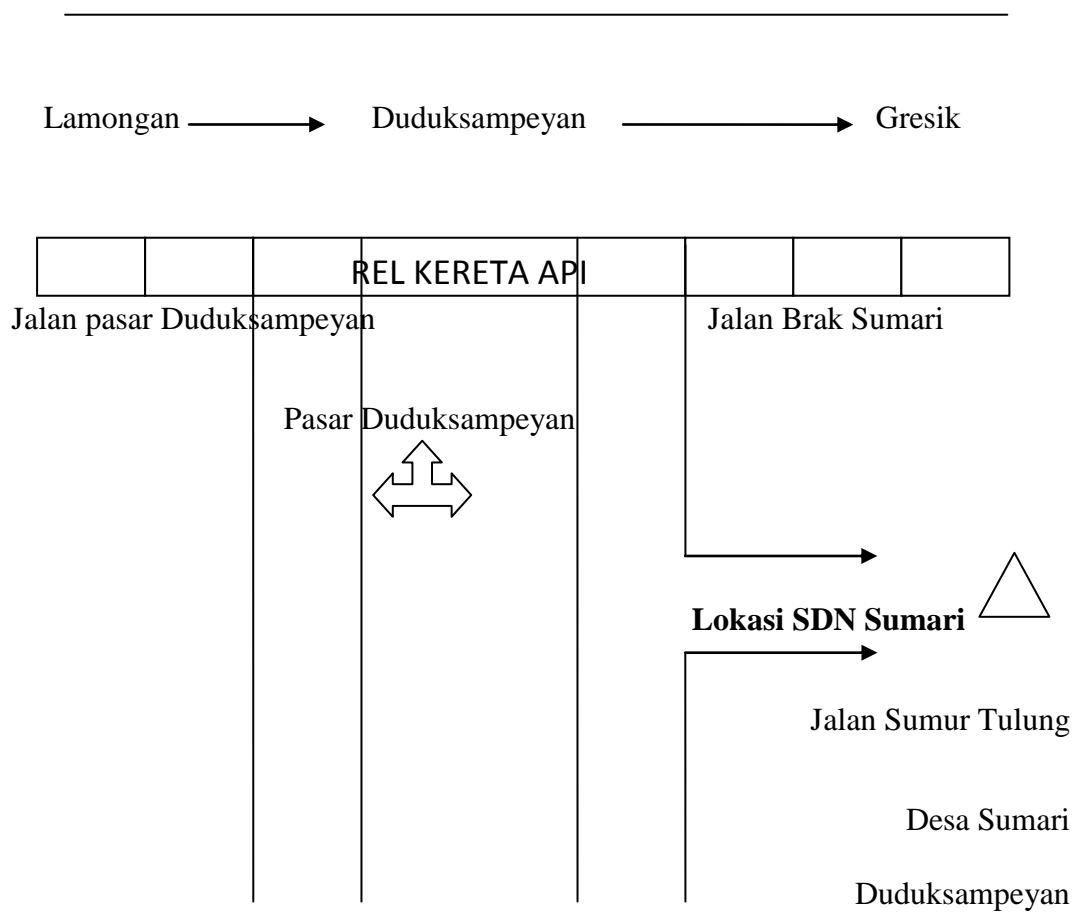 Lamongan Duduksampeyan Gresik
REL KERETA API
Jalan pasar Duduksampeyan Jalan Brak Sumari
Pasar Duduksampeyan
Lokasi SDN Sumari
Jalan Sumur Tulung
Desa Sumari
Duduksampeyan